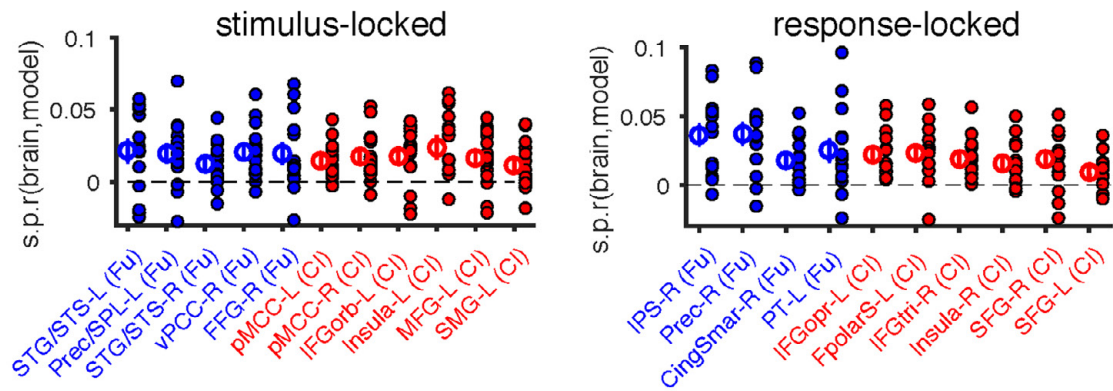 stimulus-locked
s.p.r(brain,model)
0.1
0.05
0
STG/STS-L (Fu)
Prec/SPL-L (Fu)
STG/STS-R (Fu)
vPCC-R (Fu)
FFG-R (Fu)
pMCC-L (Cl)
pMCC-R (Cl)
IFGorb-L (Cl)
Insula-L (Cl)
MFG-L (Cl)
SMG-L (Cl)
response-locked
s.p.r(brain,model)
0.1
0.05
0
IPS-R (Fu)
Prec-R (Fu)
CingSmar-R (Fu)
PT-L (Fu)
IFGopr-L (Cl)
FpolarS-L (Cl)
IFGtri-R (Cl)
Insula-R (Cl)
SFG-R (Cl)
SFG-L (Cl)